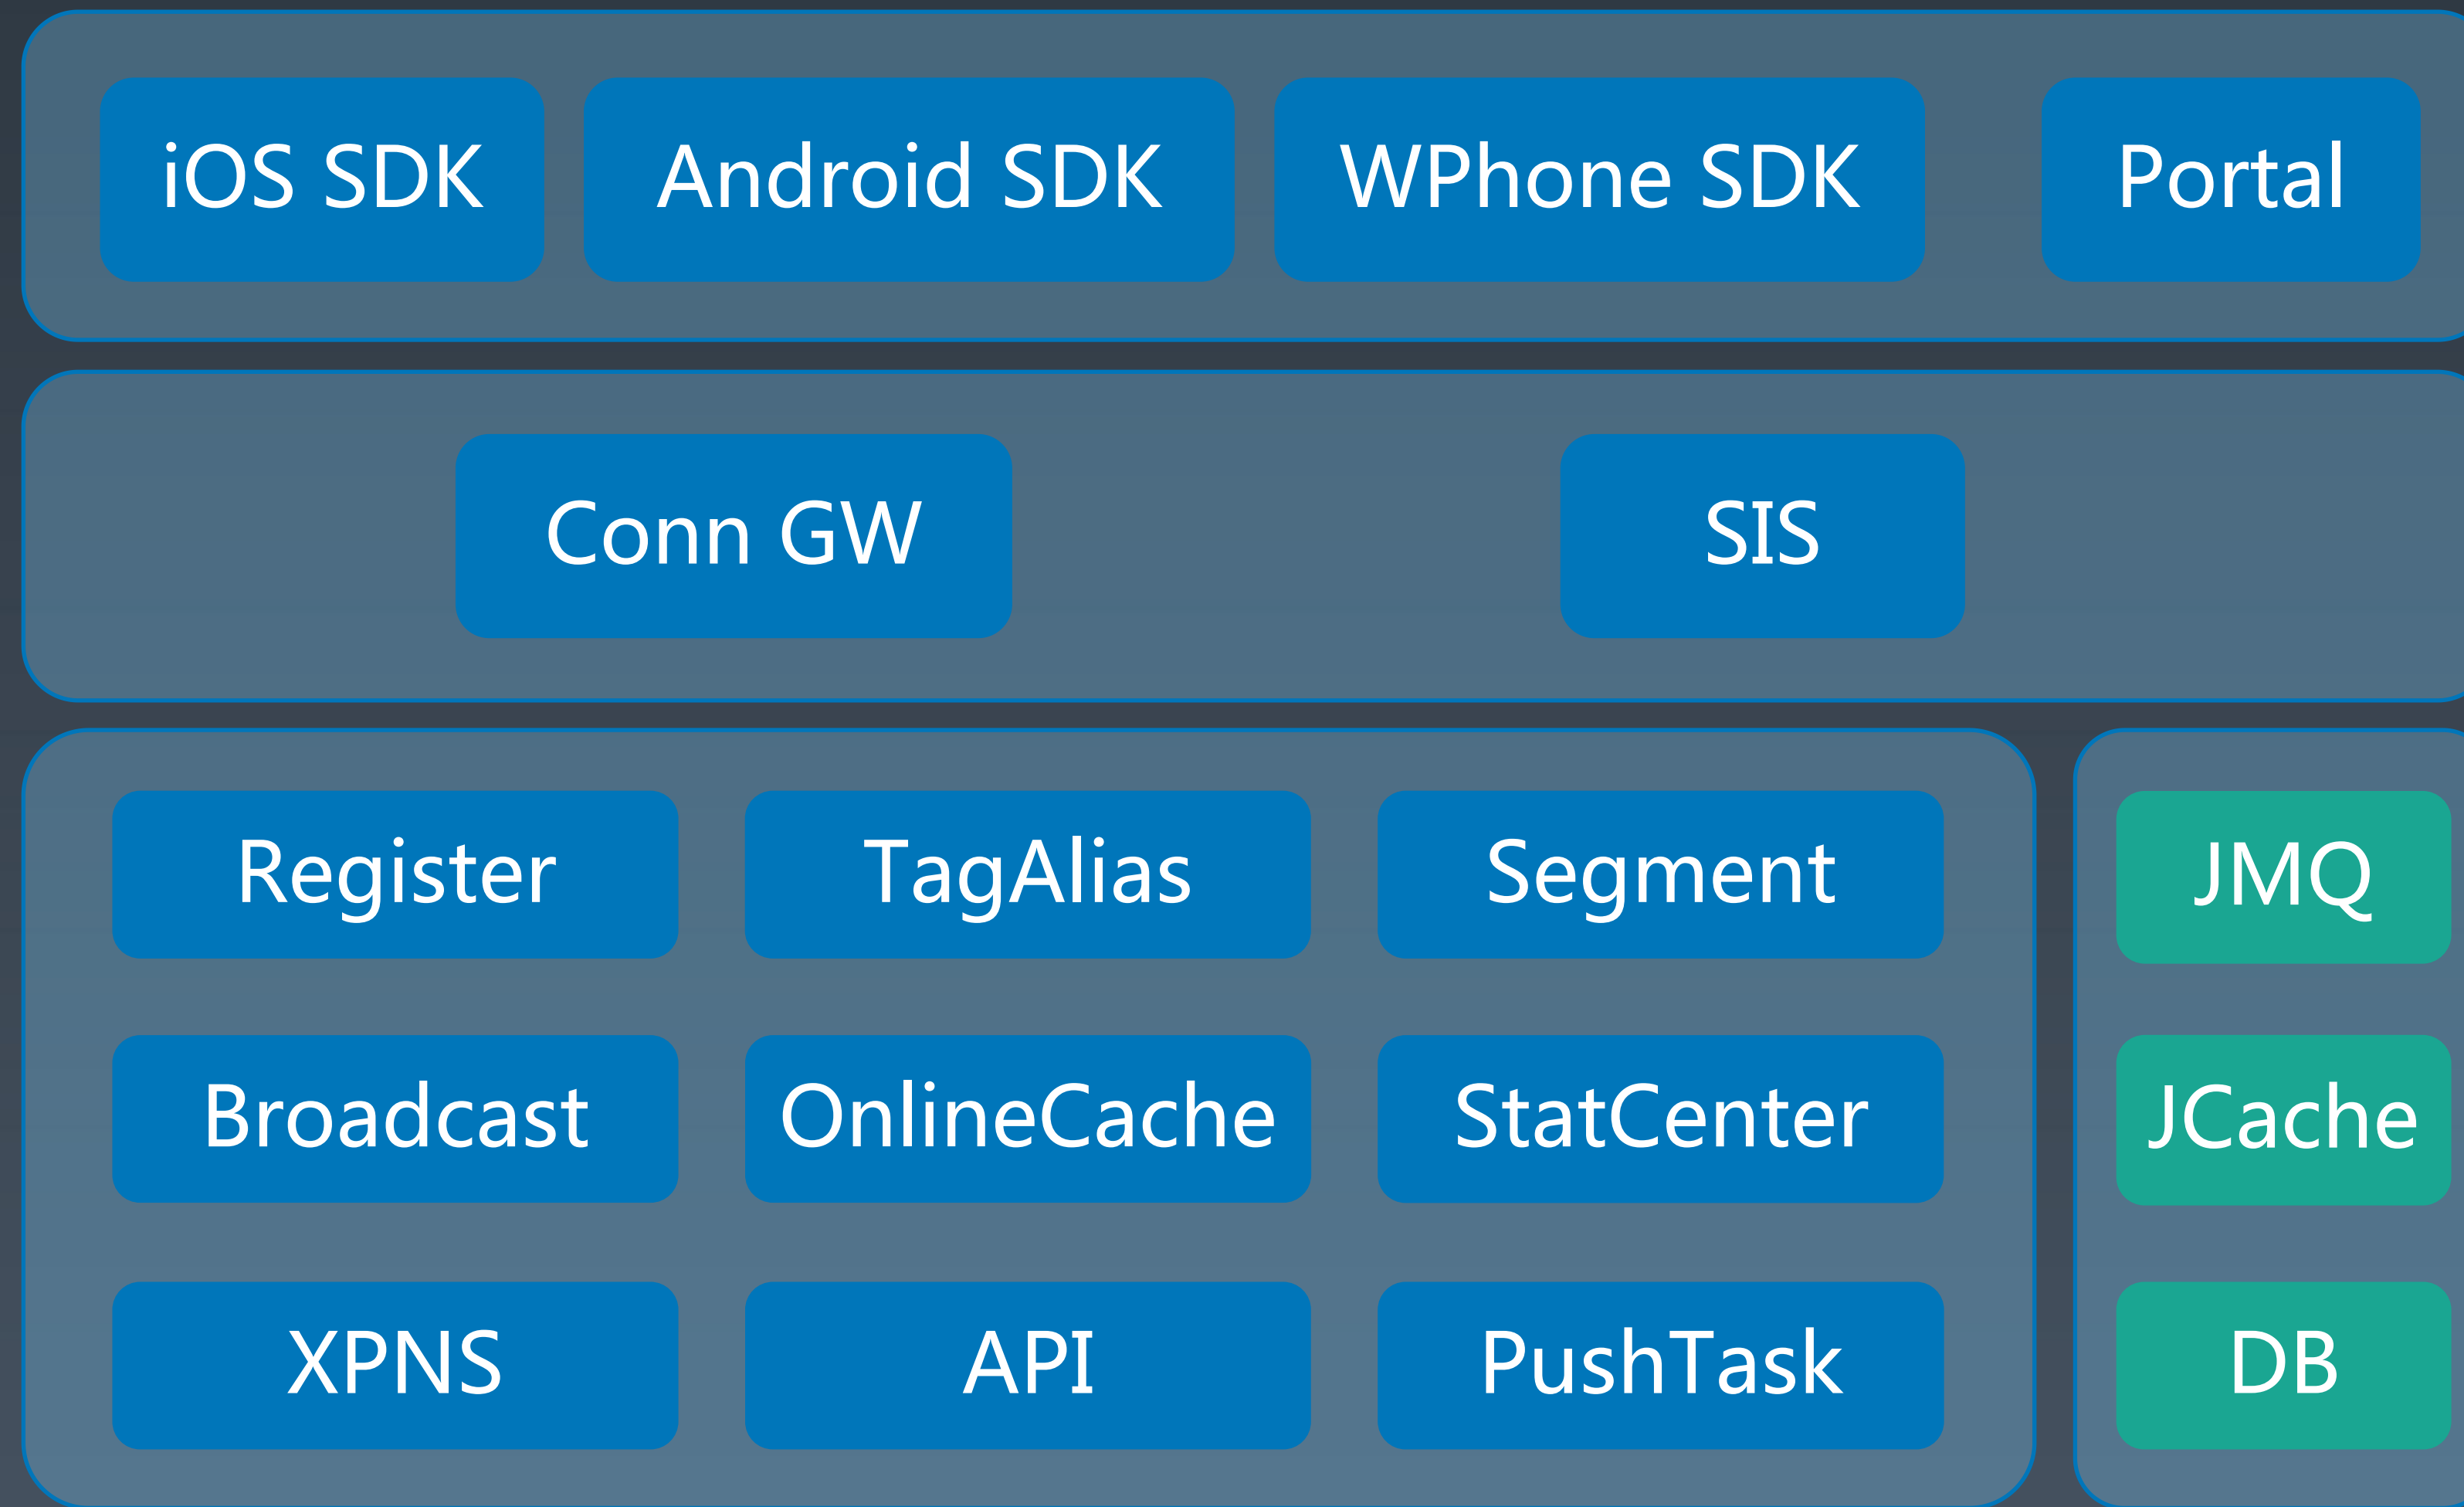 iOS SDK
Android SDK
WPhone SDK
Portal
Conn GW
SIS
Register
TagAlias
Segment
JMQ
Broadcast
OnlineCache
StatCenter
JCache
XPNS
API
PushTask
DB